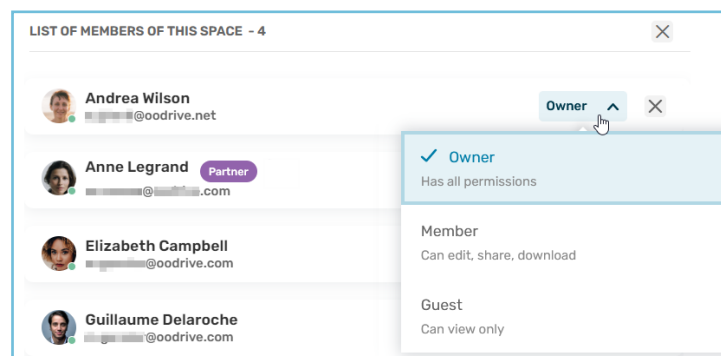 LIST OF MEMBERS OF THIS SPACE - 4
Andrea Wilson
Owner
@oodrive.net
Owner
Has all permissions
Anne Legrand Partner
@ .com
Member
Elizabeth Campbell
Can edit, share, download
@oodrive.com
Guest
Guillaume Delaroche
Can view only
@oodrive.com